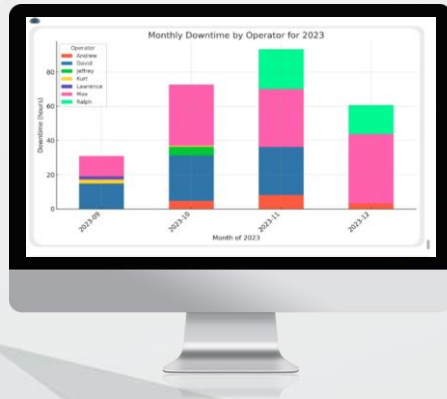 Monthly Downtime by Operator for 2023
Operator
Andrew
David
Jeffrey
Kurt
Lawrence
Max
Ralph
Downtime (hours)
80
60
40
20
0
2023-09
2023-10
2023-11
2023-12
Month of 2023